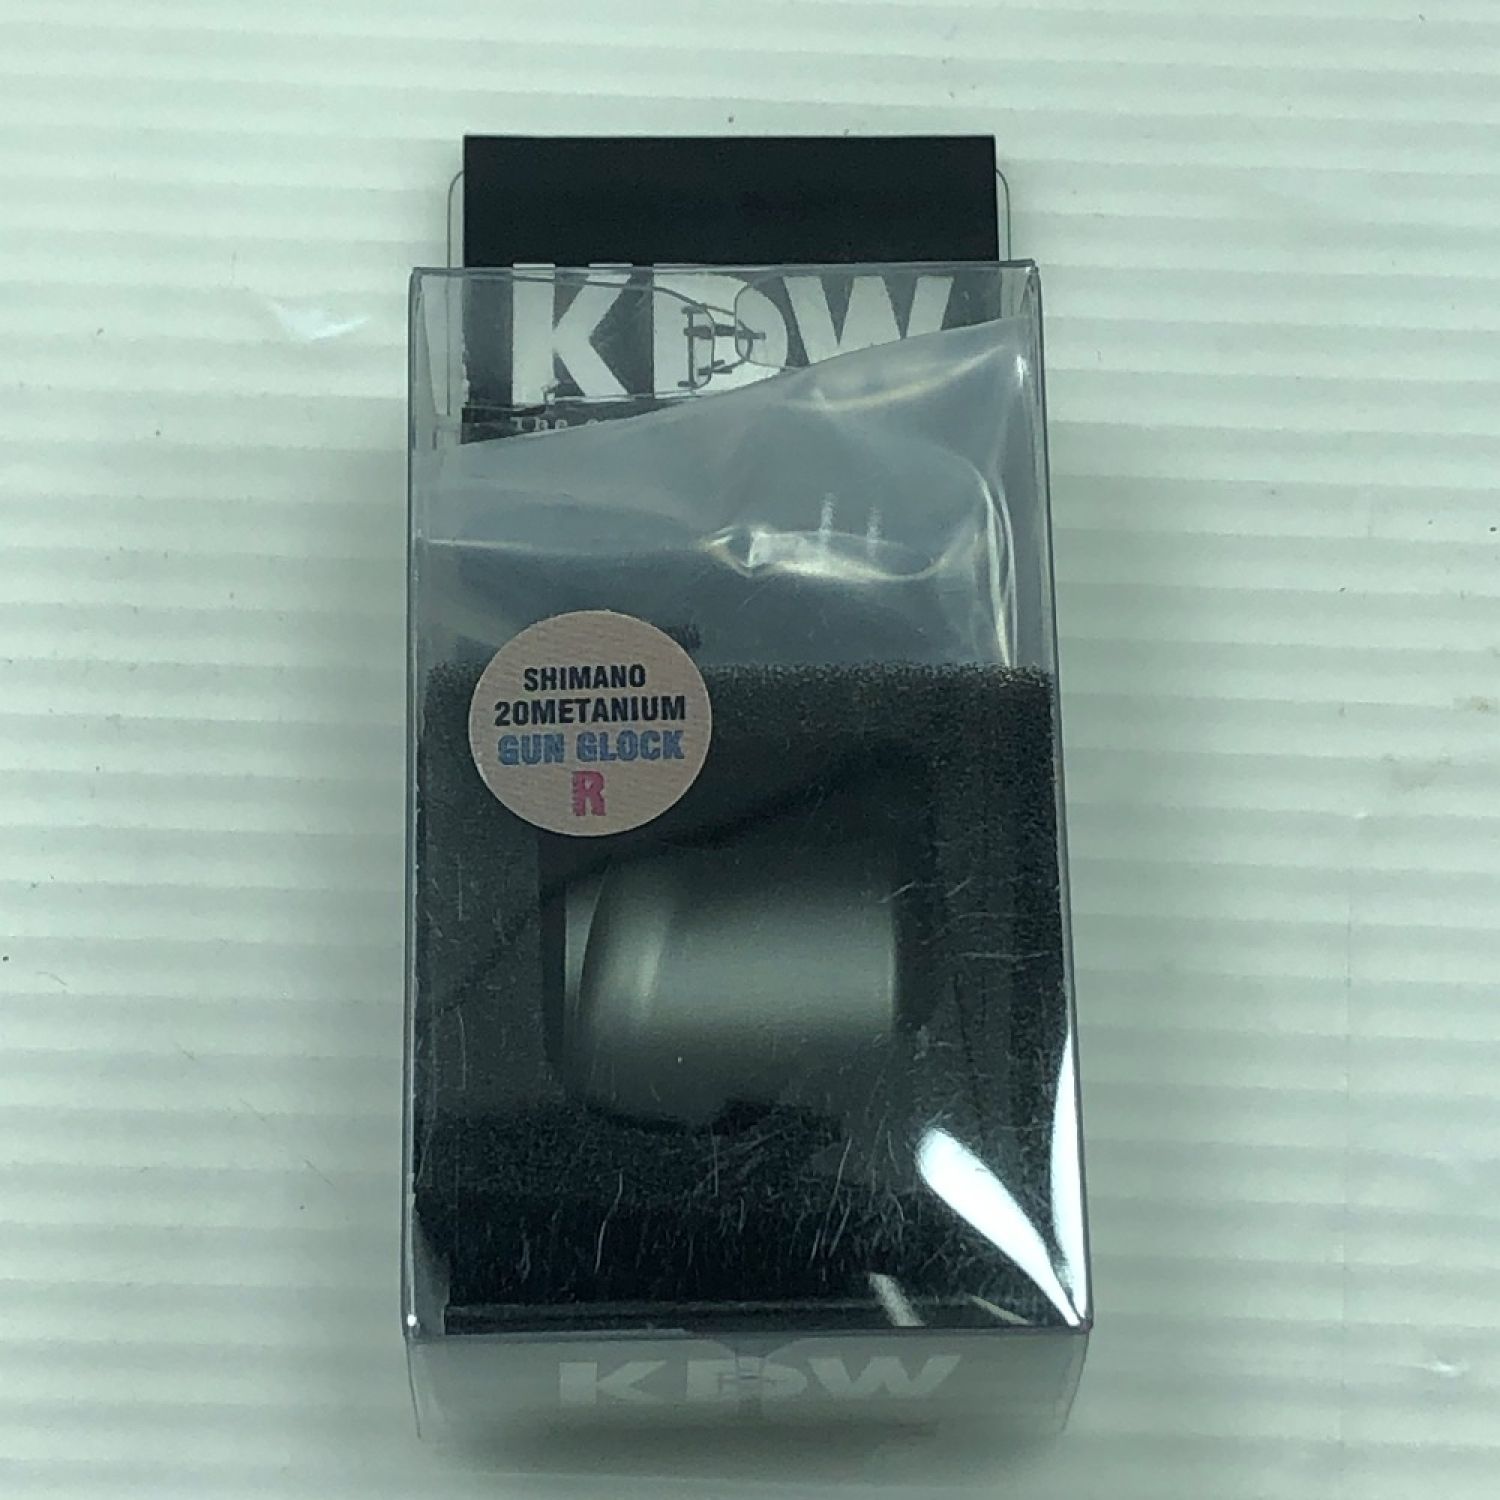 KDW
SHIMANO
20METANIUM
GUN GLOCK
R
KDW